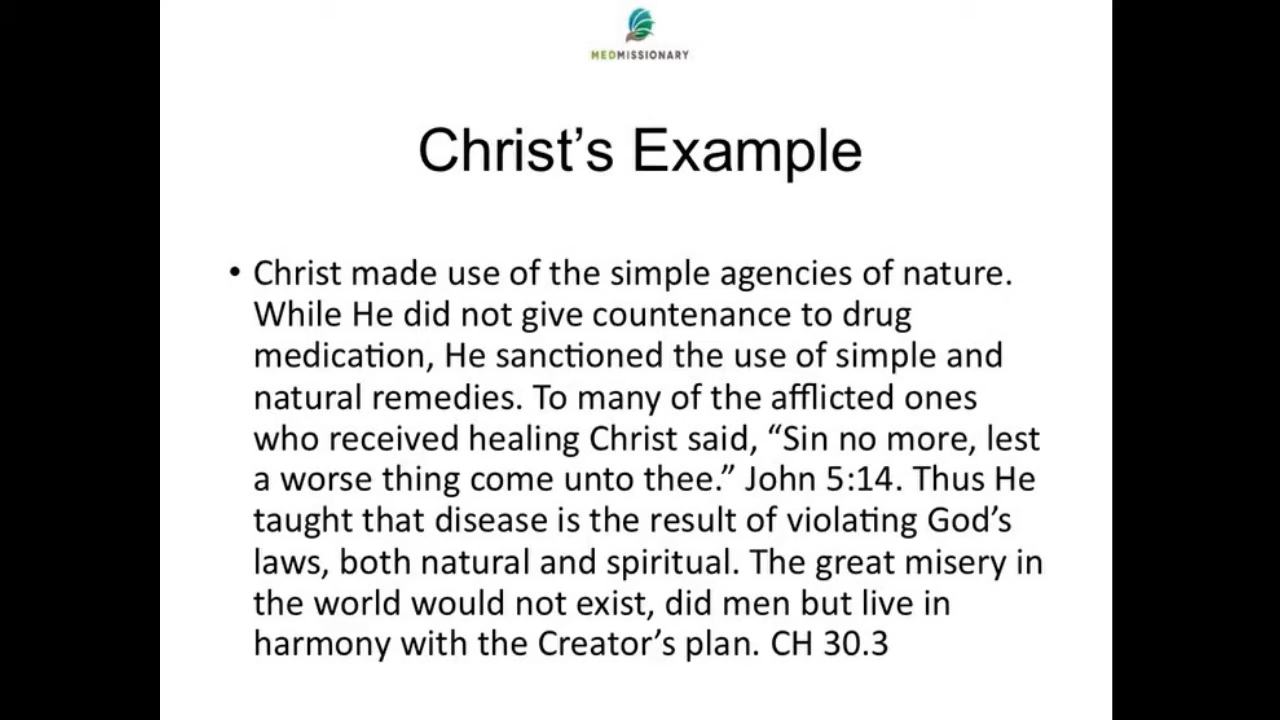 MEDMISSIONARY
Christ’s Example
• Christ made use of the simple agencies of nature.
While He did not give countenance to drug
medication, He sanctioned the use of simple and
natural remedies. To many of the afflicted ones
who received healing Christ said, “Sin no more, lest
a worse thing come unto thee.” John 5:14. Thus He
taught that disease is the result of violating God’s
laws, both natural and spiritual. The great misery in
the world would not exist, did men but live in
harmony with the Creator’s plan. CH 30.3